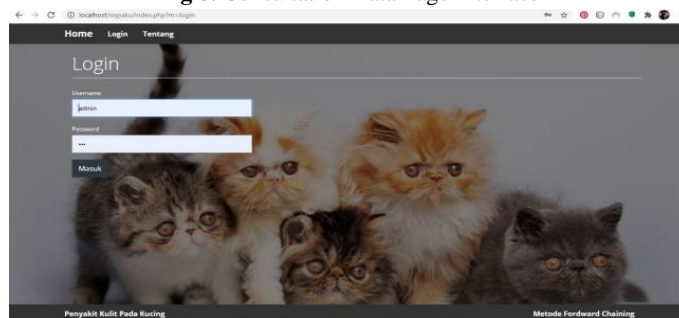 localhost/sopaku/index.php?m=login
Home Login Tentang
Login
Username
admin
Password
•••
Masuk
Penyakit Kulit Pada Kucing
Metode Fordward Chaining